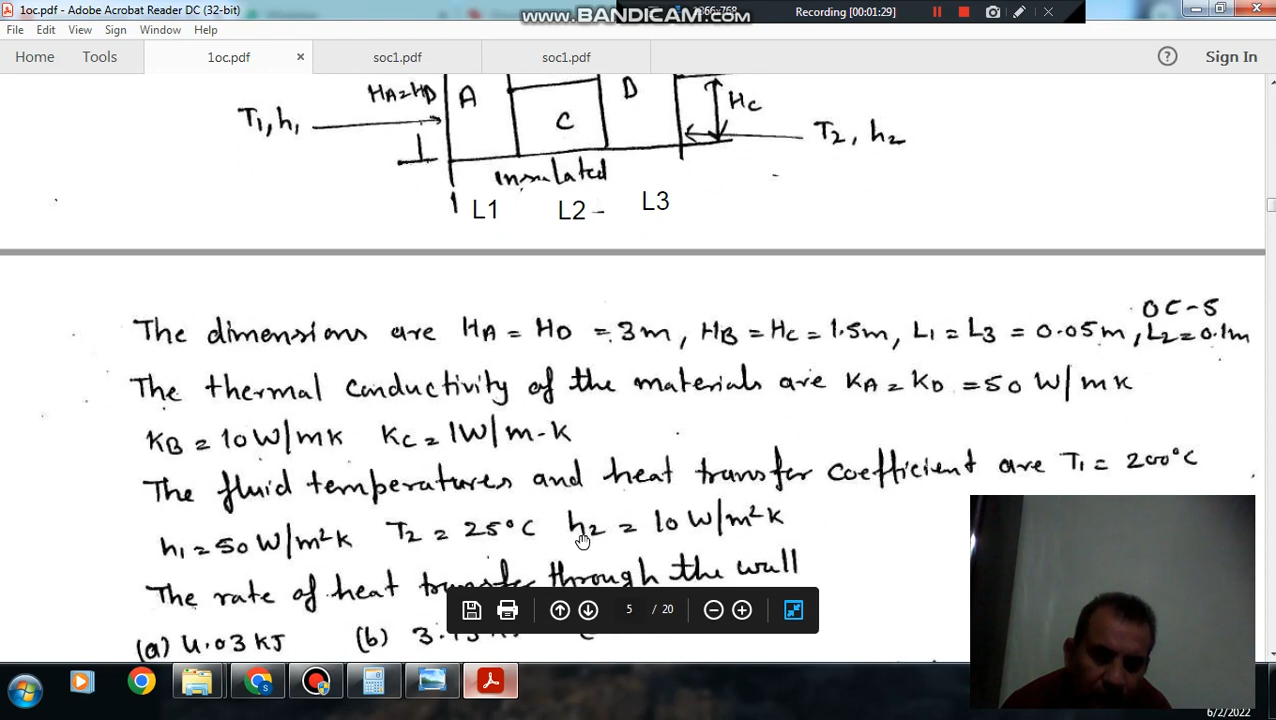 1oc.pdf - Adobe Acrobat Reader DC (32-bit)
www.BANDICAM.com
Recording [00:01:29]
File Edit View Sign Window Help
Home Tools 1oc.pdf × soc1.pdf soc1.pdf Sign In
HA=HD A D HC
T1, h1 C T2, h2
Insulated
L1 L2 L3
OC-5
The dimensions are HA = HD = 3m, HB = HC = 1.5m, L1 = L3 = 0.05m, L2=0.1m
The thermal conductivity of the materials are KA = KD = 50 W/mK
KB = 10 W/mK KC = 1W/m-K
The fluid temperatures and heat transfer coefficient are T1 = 200°C
h1 = 50 W/m²K T2 = 25°C h2 = 10 W/m²K
The rate of heat transfer through the wall
5 / 20
(a) 4.03 KJ (b)
6/2/2022